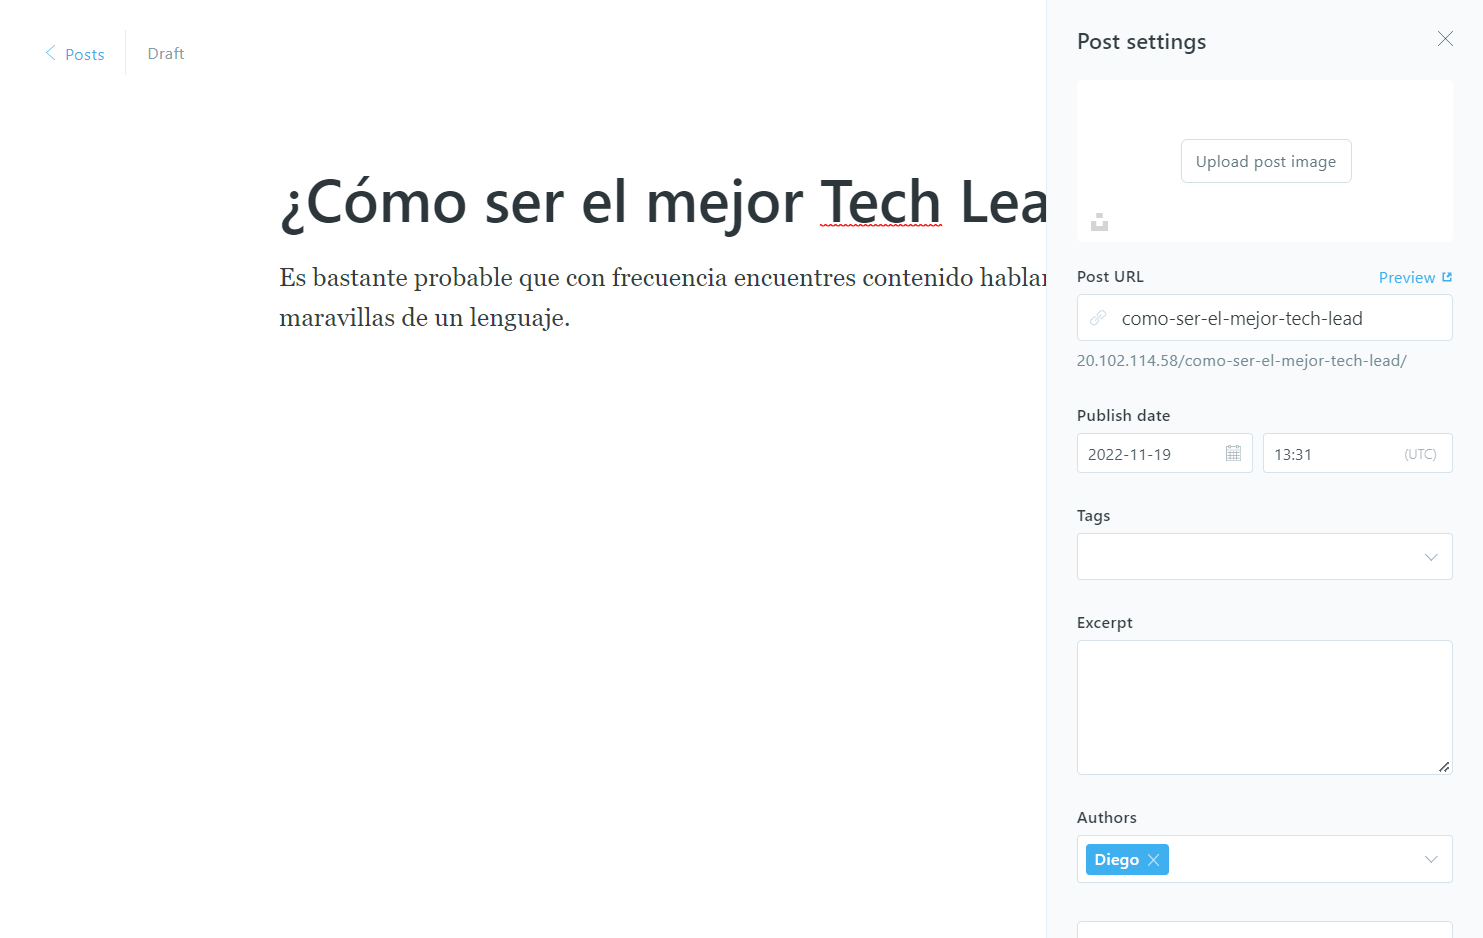 Posts
Draft
¿Cómo ser el mejor Tech Lea
Es bastante probable que con frecuencia encuentres contenido hablar
maravillas de un lenguaje.
Post settings
Upload post image
Post URL
Preview
como-ser-el-mejor-tech-lead
20.102.114.58/como-ser-el-mejor-tech-lead/
Publish date
2022-11-19
13:31
(UTC)
Tags
Excerpt
Authors
Diego